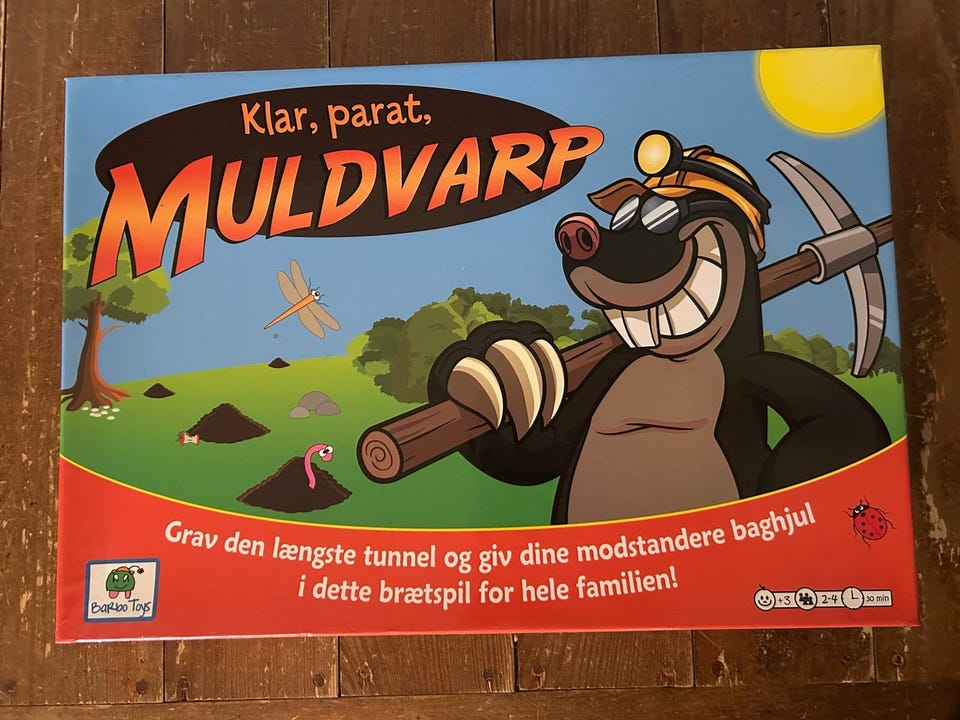 Klar, parat,
MULDVARP
Grav den længste tunnel og giv dine modstandere baghjul
i dette brætspil for hele familien!
BaRbo Toys
+3 2-4 30 min